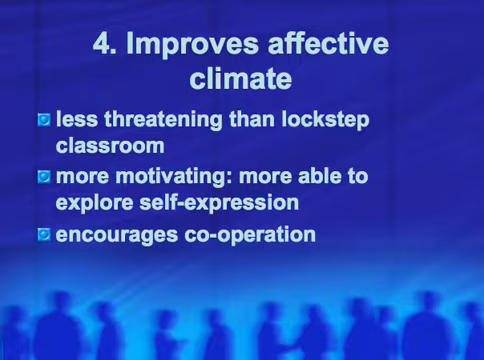 4. Improves affective
climate
less threatening than lockstep
classroom
more motivating: more able to
explore self-expression
encourages co-operation